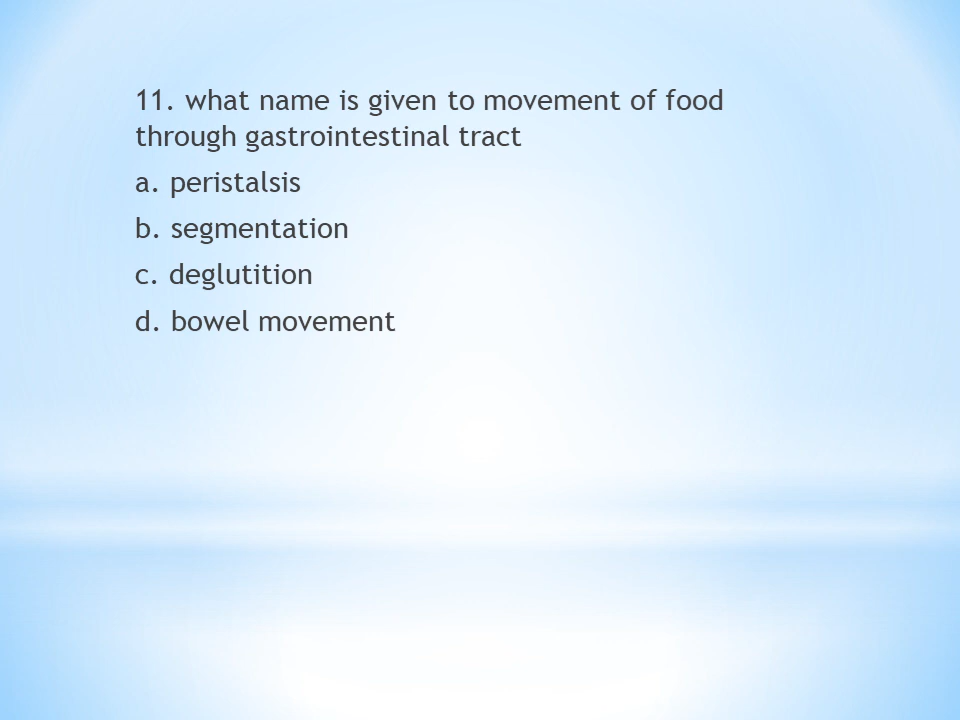 11. what name is given to movement of food
through gastrointestinal tract
a. peristalsis
b. segmentation
c. deglutition
d. bowel movement